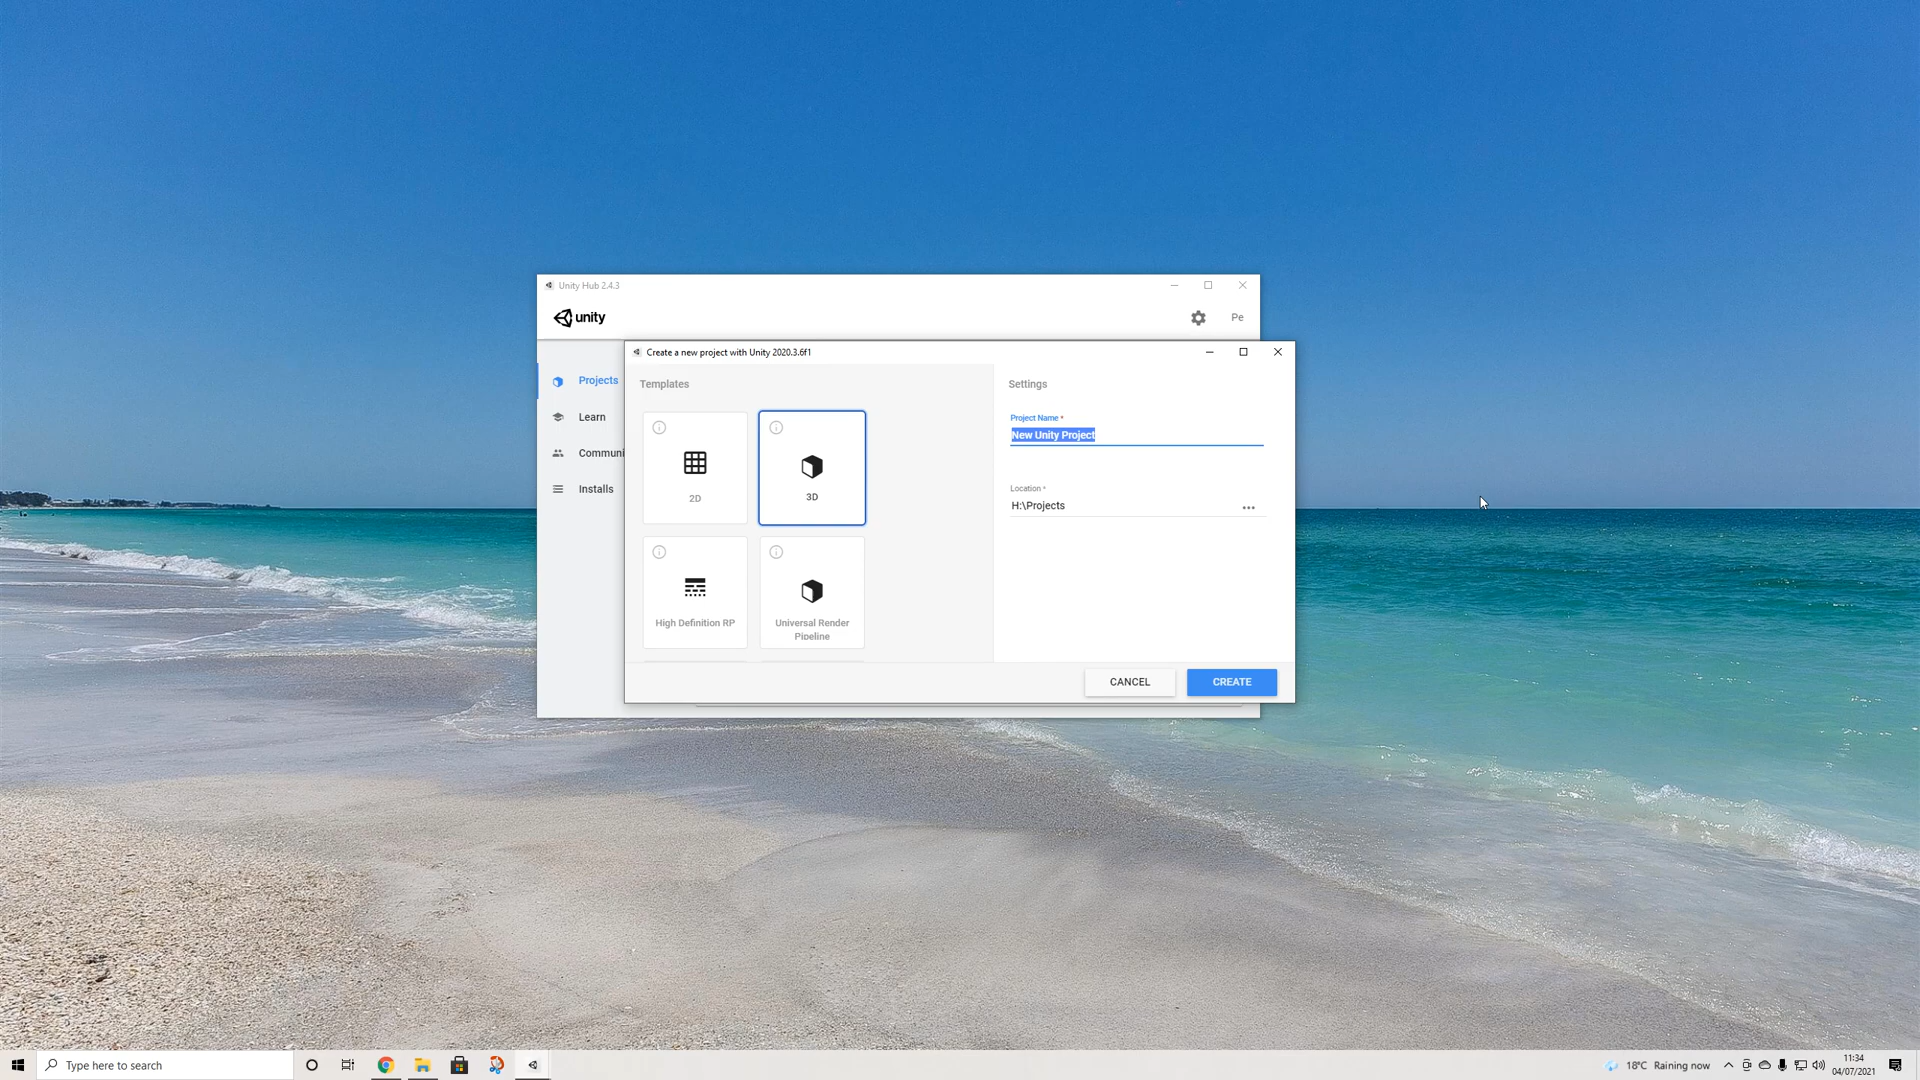 Unity Hub 2.4.3
unity
Pe
Projects
Learn
Communi
Installs
Create a new project with Unity 2020.3.6f1
Templates
2D
3D
High Definition RP
Universal Render
Pipeline
Settings
Project Name *
New Unity Project
Location *
H:\Projects
CANCEL
CREATE
Type here to search
18°C Raining now
11:34
04/07/2021